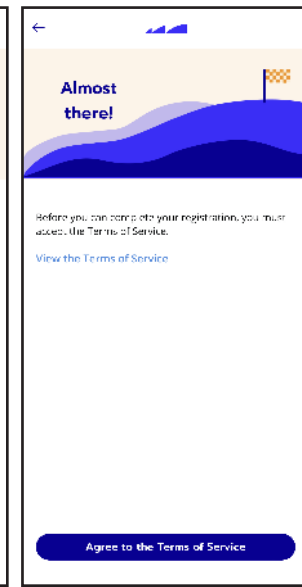 Almost
there!
Before you can complete your registration, you must
accept the Terms of Service.
View the Terms of Service
Agree to the Terms of Service